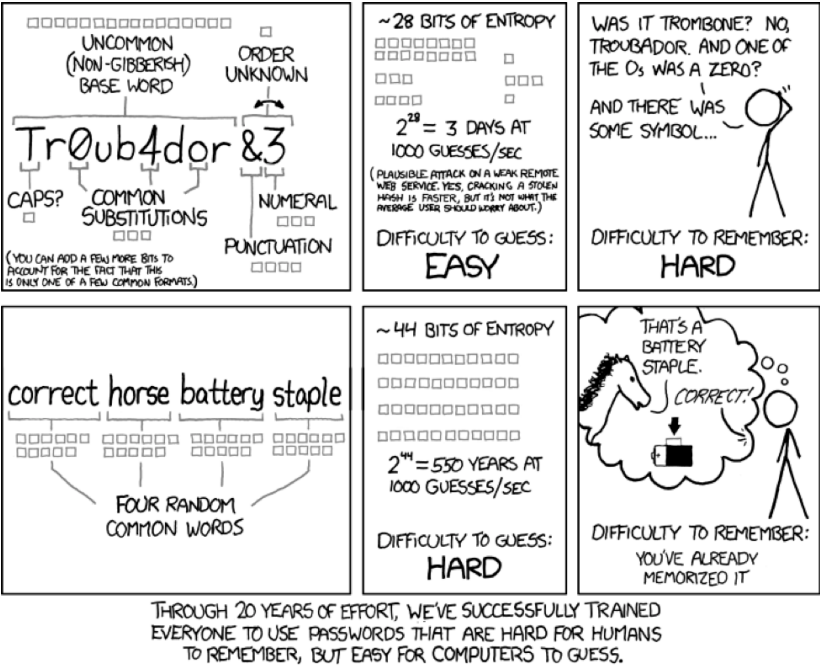 UNCOMMON
(NON-GIBBERISH)
BASE WORD
ORDER
UNKNOWN
Tr0ub4dor &3
CAPS?
COMMON
SUBSTITUTIONS
NUMERAL
PUNCTUATION
(YOU CAN ADD A FEW MORE BITS TO
ACCOUNT FOR THE FACT THAT THIS
IS ONLY ONE OF A FEW COMMON FORMATS.)
~28 BITS OF ENTROPY
2²⁸ = 3 DAYS AT
1000 GUESSES/SEC
(PLAUSIBLE ATTACK ON A WEAK REMOTE
WEB SERVICE. YES, CRACKING A STOLEN
HASH IS FASTER, BUT IT'S NOT WHAT THE
AVERAGE USER SHOULD WORRY ABOUT.)
DIFFICULTY TO GUESS:
EASY
WAS IT TROMBONE? NO,
TROUBADOR. AND ONE OF
THE Os WAS A ZERO?
AND THERE WAS
SOME SYMBOL...
DIFFICULTY TO REMEMBER:
HARD
correct horse battery staple
FOUR RANDOM
COMMON WORDS
~44 BITS OF ENTROPY
2⁴⁴ = 550 YEARS AT
1000 GUESSES/SEC
DIFFICULTY TO GUESS:
HARD
THAT'S A
BATTERY
STAPLE.
CORRECT!
DIFFICULTY TO REMEMBER:
YOU'VE ALREADY
MEMORIZED IT
THROUGH 20 YEARS OF EFFORT, WE'VE SUCCESSFULLY TRAINED
EVERYONE TO USE PASSWORDS THAT ARE HARD FOR HUMANS
TO REMEMBER, BUT EASY FOR COMPUTERS TO GUESS.